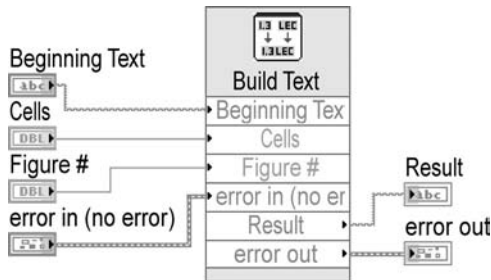 Beginning Text
abc
Cells
DBL
Figure #
DBL
error in (no error)
1.3 LEC
1.3LEC
Build Text
Beginning Tex
Cells
Figure #
error in (no er
Result
error out
Result
abc
error out